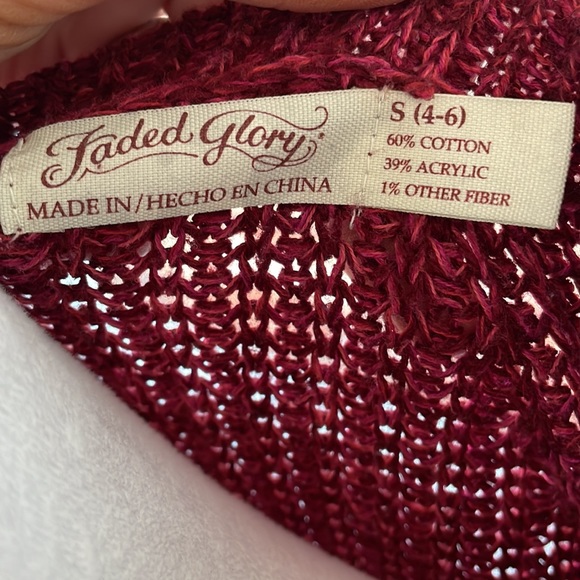 Faded Glory
MADE IN/HECHO EN CHINA
S (4-6)
60% COTTON
39% ACRYLIC
1% OTHER FIBER